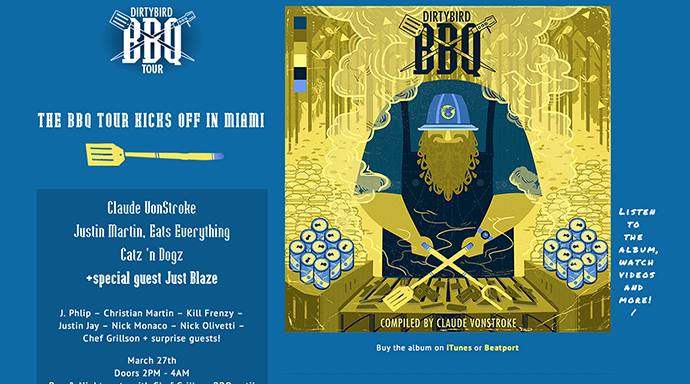 DIRTYBIRD
BBQ
TOUR
THE BBQ TOUR KICKS OFF IN MIAMI
Claude VonStroke
Justin Martin, Eats Everything
Catz 'n Dogz
+special guest Just Blaze
J. Phlip – Christian Martin – Kill Frenzy –
Justin Jay – Nick Monaco – Nick Olivetti –
Chef Grillson + surprise guests!
March 27th
Doors 2PM - 4AM
DIRTYBIRD
BBQ
COMPILED BY CLAUDE VONSTROKE
Buy the album on iTunes or Beatport
Listen
to
the
album,
watch
videos
and
more!
/